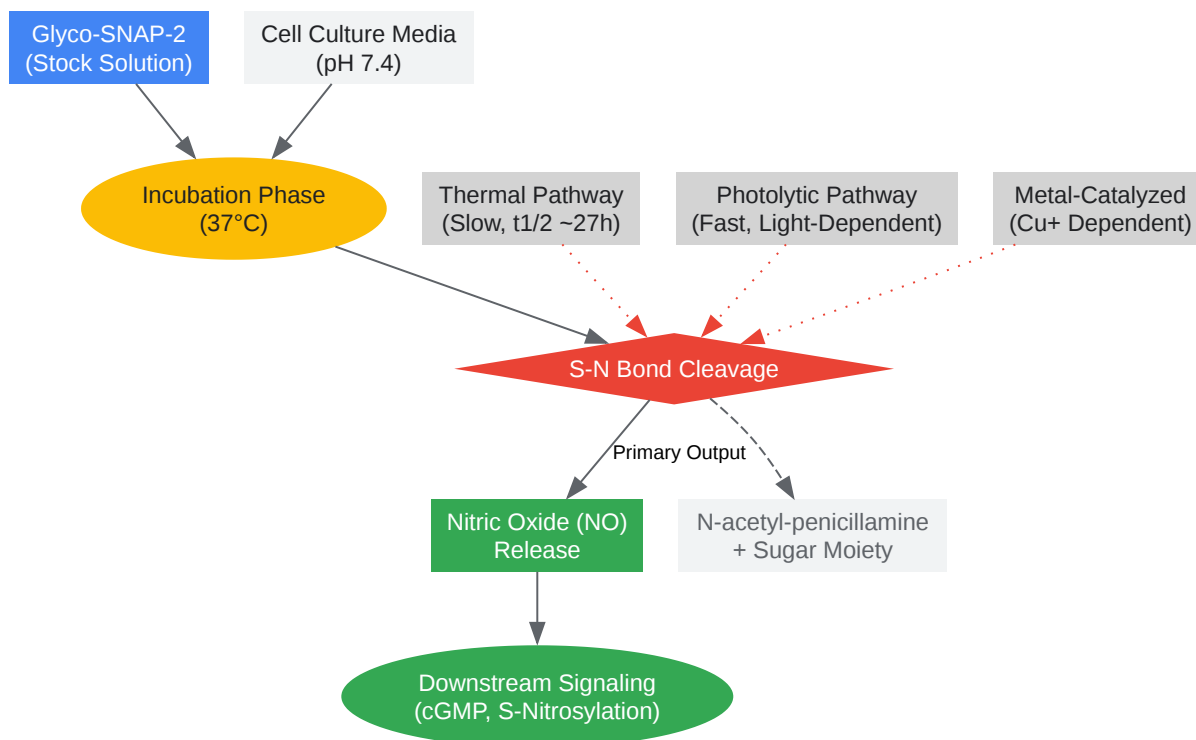 Glyco-SNAP-2
(Stock Solution)
Cell Culture Media
(pH 7.4)
Incubation Phase
(37°C)
Thermal Pathway
(Slow, t1/2 ~27h)
Photolytic Pathway
(Fast, Light-Dependent)
Metal-Catalyzed
(Cu+ Dependent)
S-N Bond Cleavage
Primary Output
Nitric Oxide (NO)
Release
N-acetyl-penicillamine
+ Sugar Moiety
Downstream Signaling
(cGMP, S-Nitrosylation)